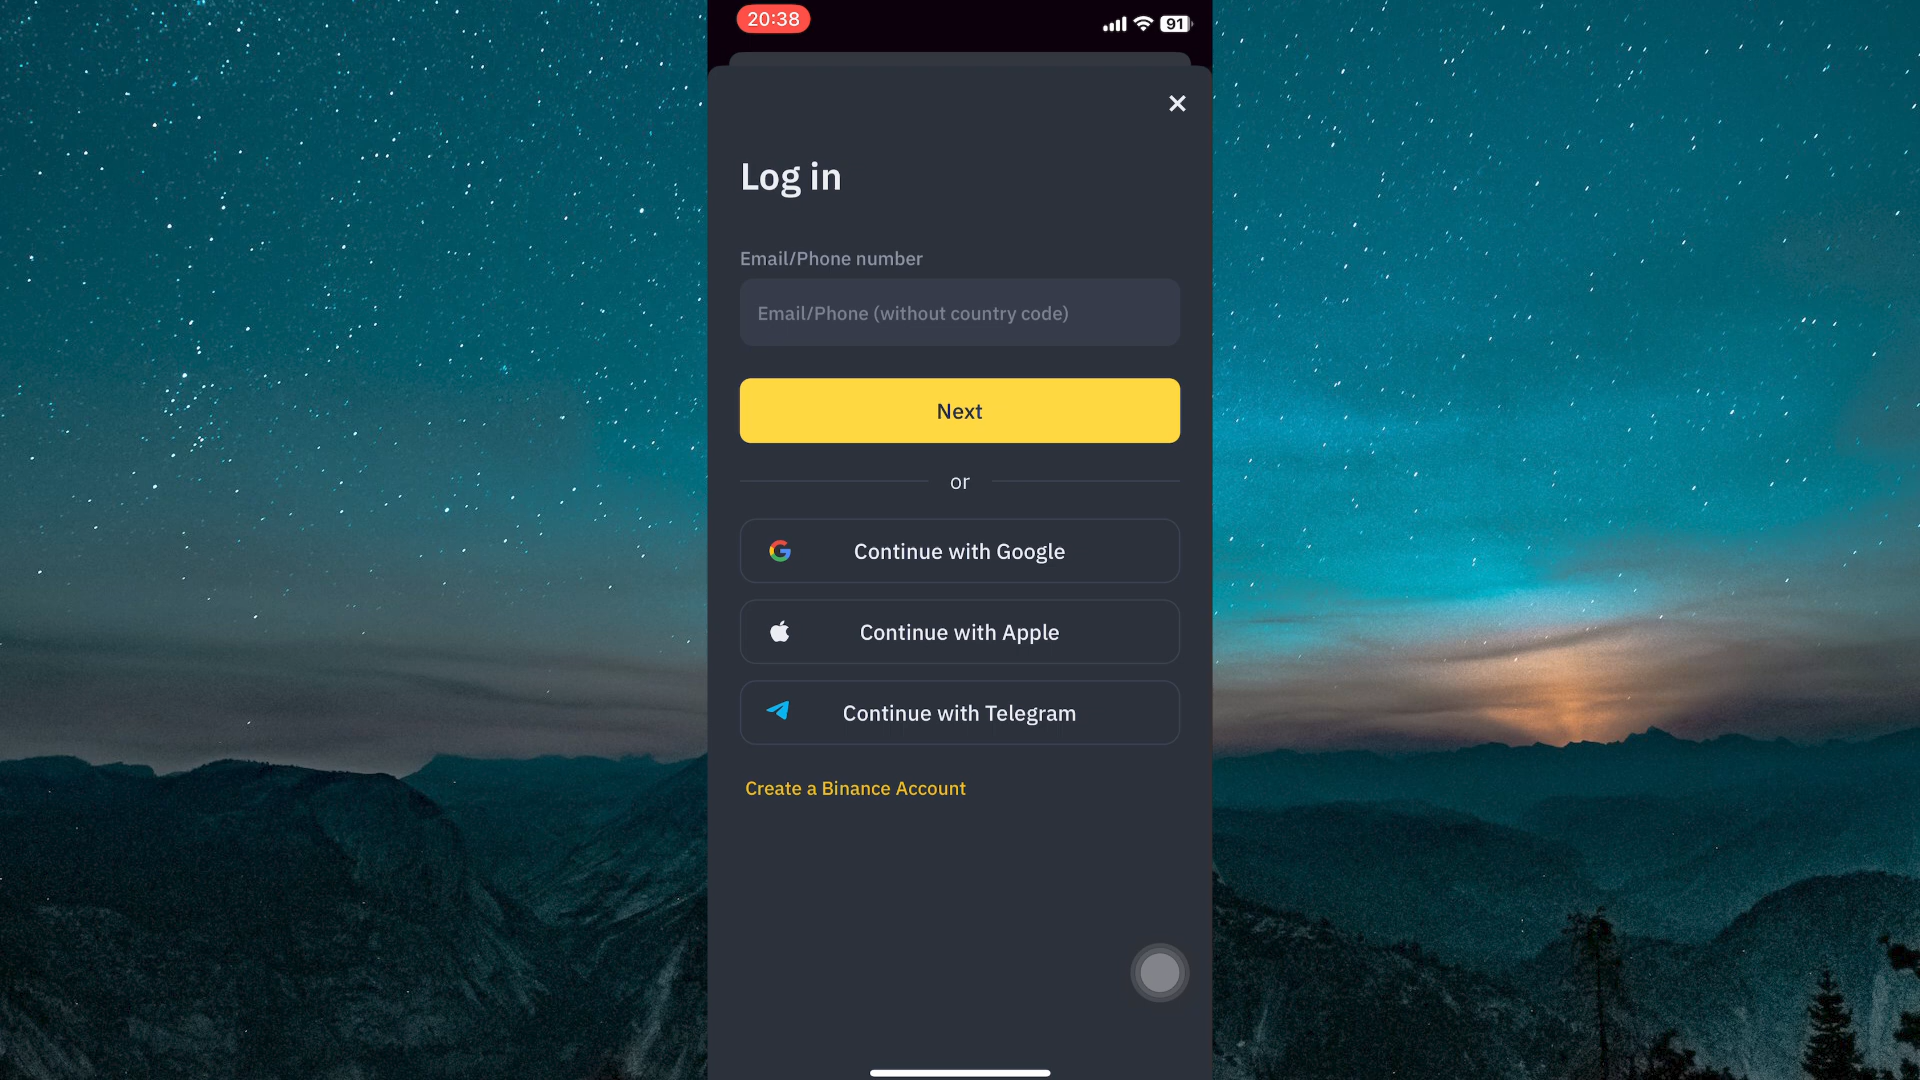 20:38
91
Log in
Email/Phone number
Email/Phone (without country code)
Next
or
Continue with Google
Continue with Apple
Continue with Telegram
Create a Binance Account